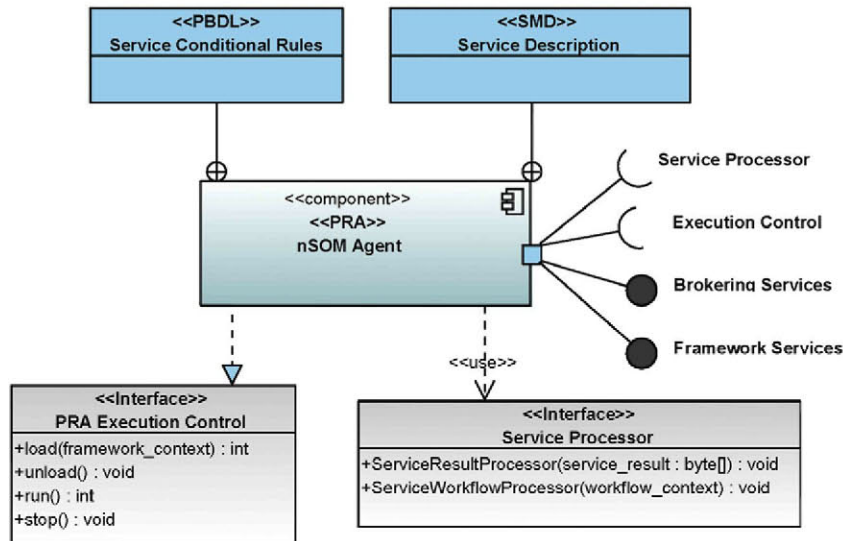 <<PBDL>>
Service Conditional Rules
<<SMD>>
Service Description
<<component>>
<<PRA>>
nSOM Agent
Service Processor
Execution Control
Brokering Services
Framework Services
<<use>>
<<Interface>>
PRA Execution Control
+load(framework_context) : int
+unload() : void
+run() : int
+stop() : void
<<Interface>>
Service Processor
+ServiceResultProcessor(service_result : byte[]) : void
+ServiceWorkflowProcessor(workflow_context) : void